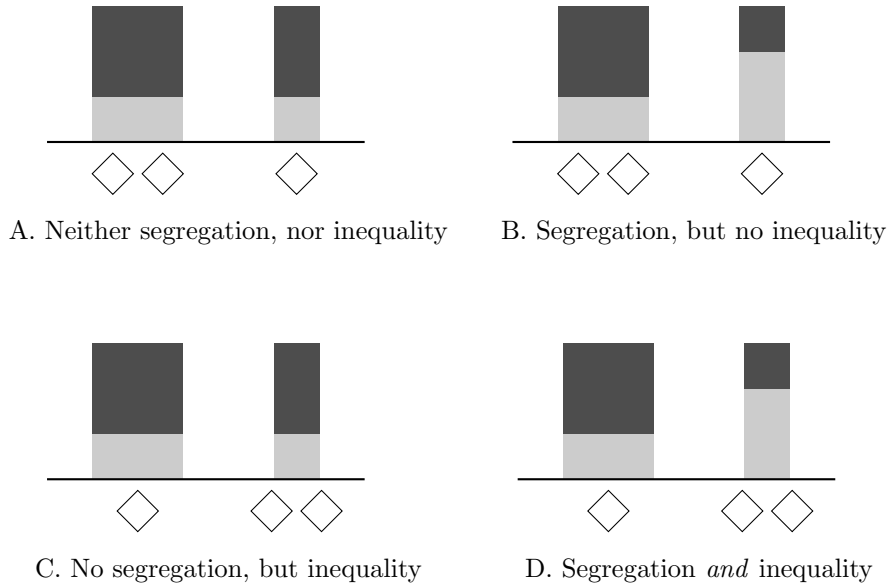 A. Neither segregation, nor inequality
B. Segregation, but no inequality
C. No segregation, but inequality
D. Segregation and inequality